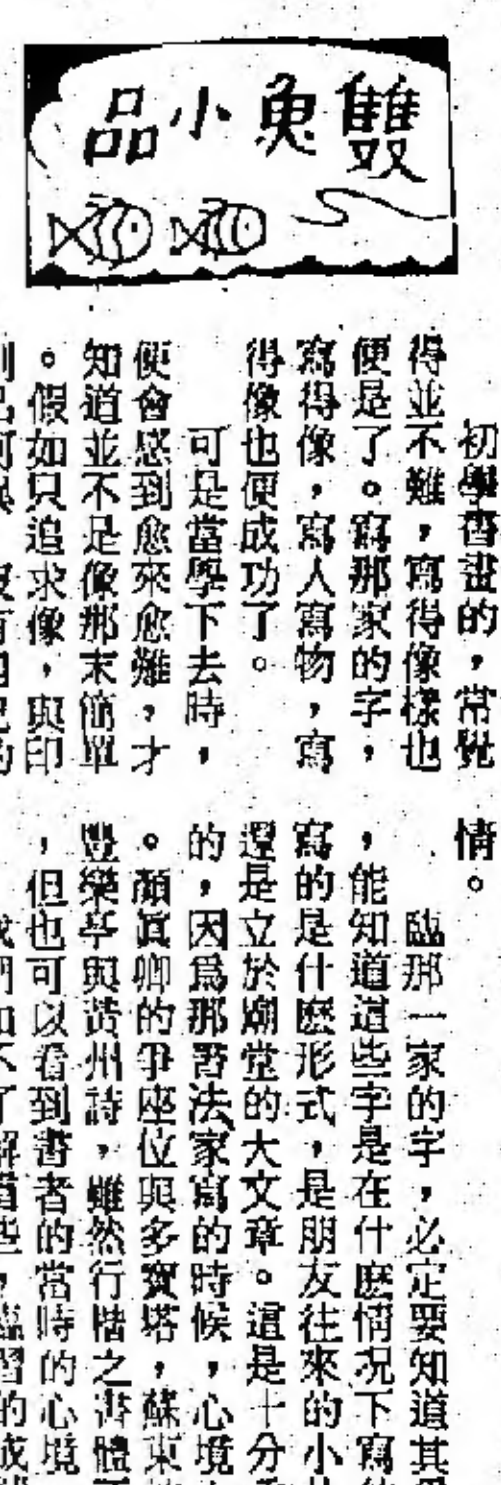 雙魚小品
初學書畫的，常覺
得並不難，寫得像樣也
便是了。寫那家的字，
寫得像，寫人寫物，寫
得像也便成功了。
可是當學下去時，
便會感到愈來愈難，才
知道並不是像那末簡單
。假如只追求像，與印
情。
臨那一家的字，必定要知道其
，能知道這些字是在什麼情況下寫
寫的是什麼形式，是朋友往來的小
還是立於廟堂的大文章。這是十分
的，因爲那書法家寫的時候，心境
。顏眞卿的爭座位與多寶塔，蘇東
豐樂亭與黃州詩，雖然行楷之書體
，但也可以看到書者的當時的心境